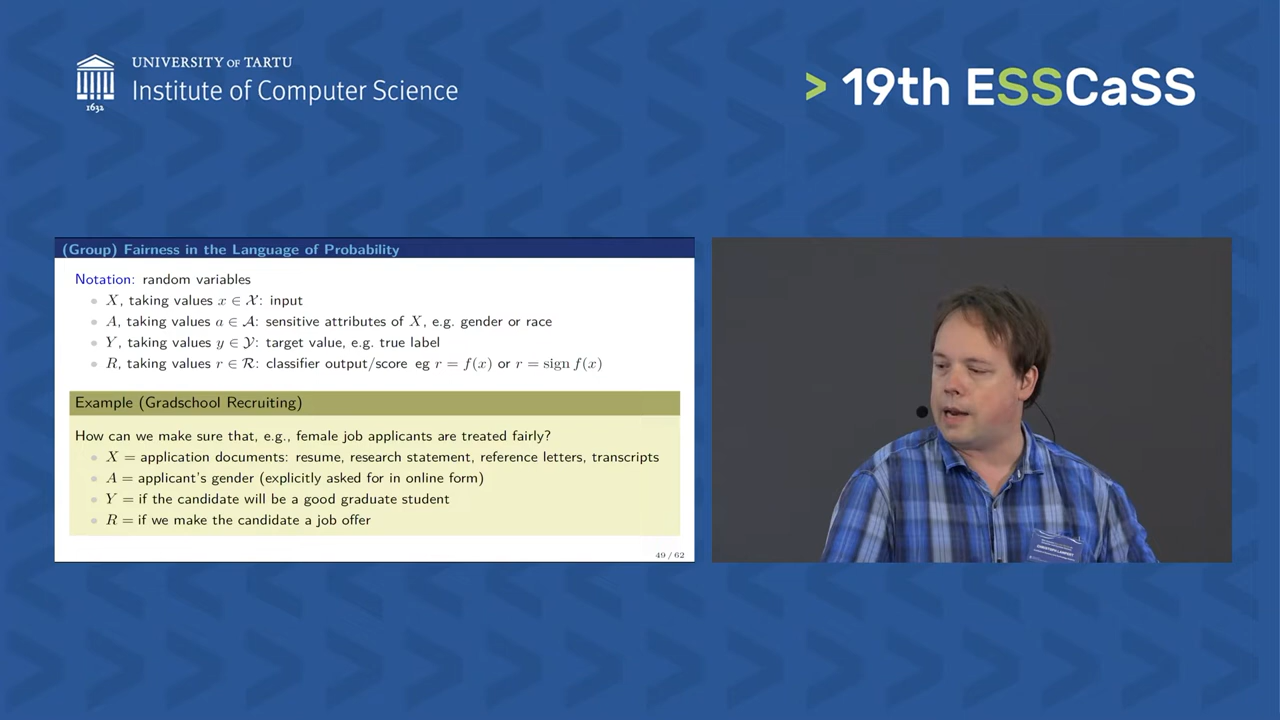 UNIVERSITY OF TARTU
Institute of Computer Science
1632
> 19th ESSCaSS
(Group) Fairness in the Language of Probability
Notation: random variables
• X, taking values x ∈ 𝒳: input
• A, taking values a ∈ 𝒜: sensitive attributes of X, e.g. gender or race
• Y, taking values y ∈ 𝒴: target value, e.g. true label
• R, taking values r ∈ ℛ: classifier output/score eg r = f(x) or r = sign f(x)
Example (Gradschool Recruiting)
How can we make sure that, e.g., female job applicants are treated fairly?
• X = application documents: resume, research statement, reference letters, transcripts
• A = applicant's gender (explicitly asked for in online form)
• Y = if the candidate will be a good graduate student
• R = if we make the candidate a job offer
49 / 62
CHRISTOPH LAMPERT